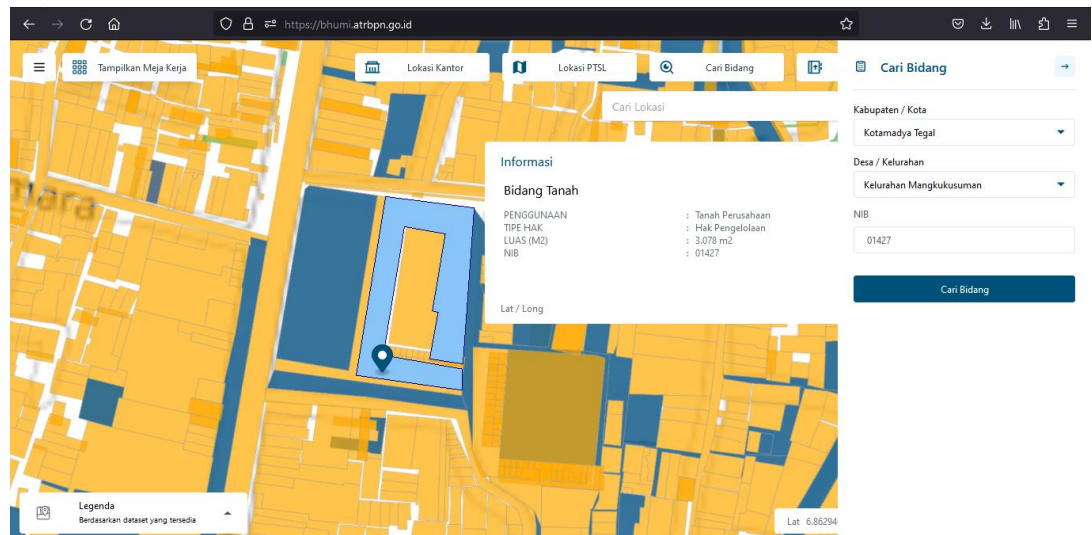 https://bhumi.atrbpn.go.id
Tampilkan Meja Kerja
Lokasi Kantor
Lokasi PTSL
Cari Bidang
Cari Lokasi
mara
Informasi
Bidang Tanah
PENGGUNAAN : Tanah Perusahaan
TIPE HAK : Hak Pengelolaan
LUAS (M2) : 3.078 m2
NIB : 01427
Lat / Long
Legenda
Berdasarkan dataset yang tersedia
Lat 6.86294
Cari Bidang
Kabupaten / Kota
Kotamadya Tegal
Desa / Kelurahan
Kelurahan Mangkukusuman
NIB
01427
Cari Bidang